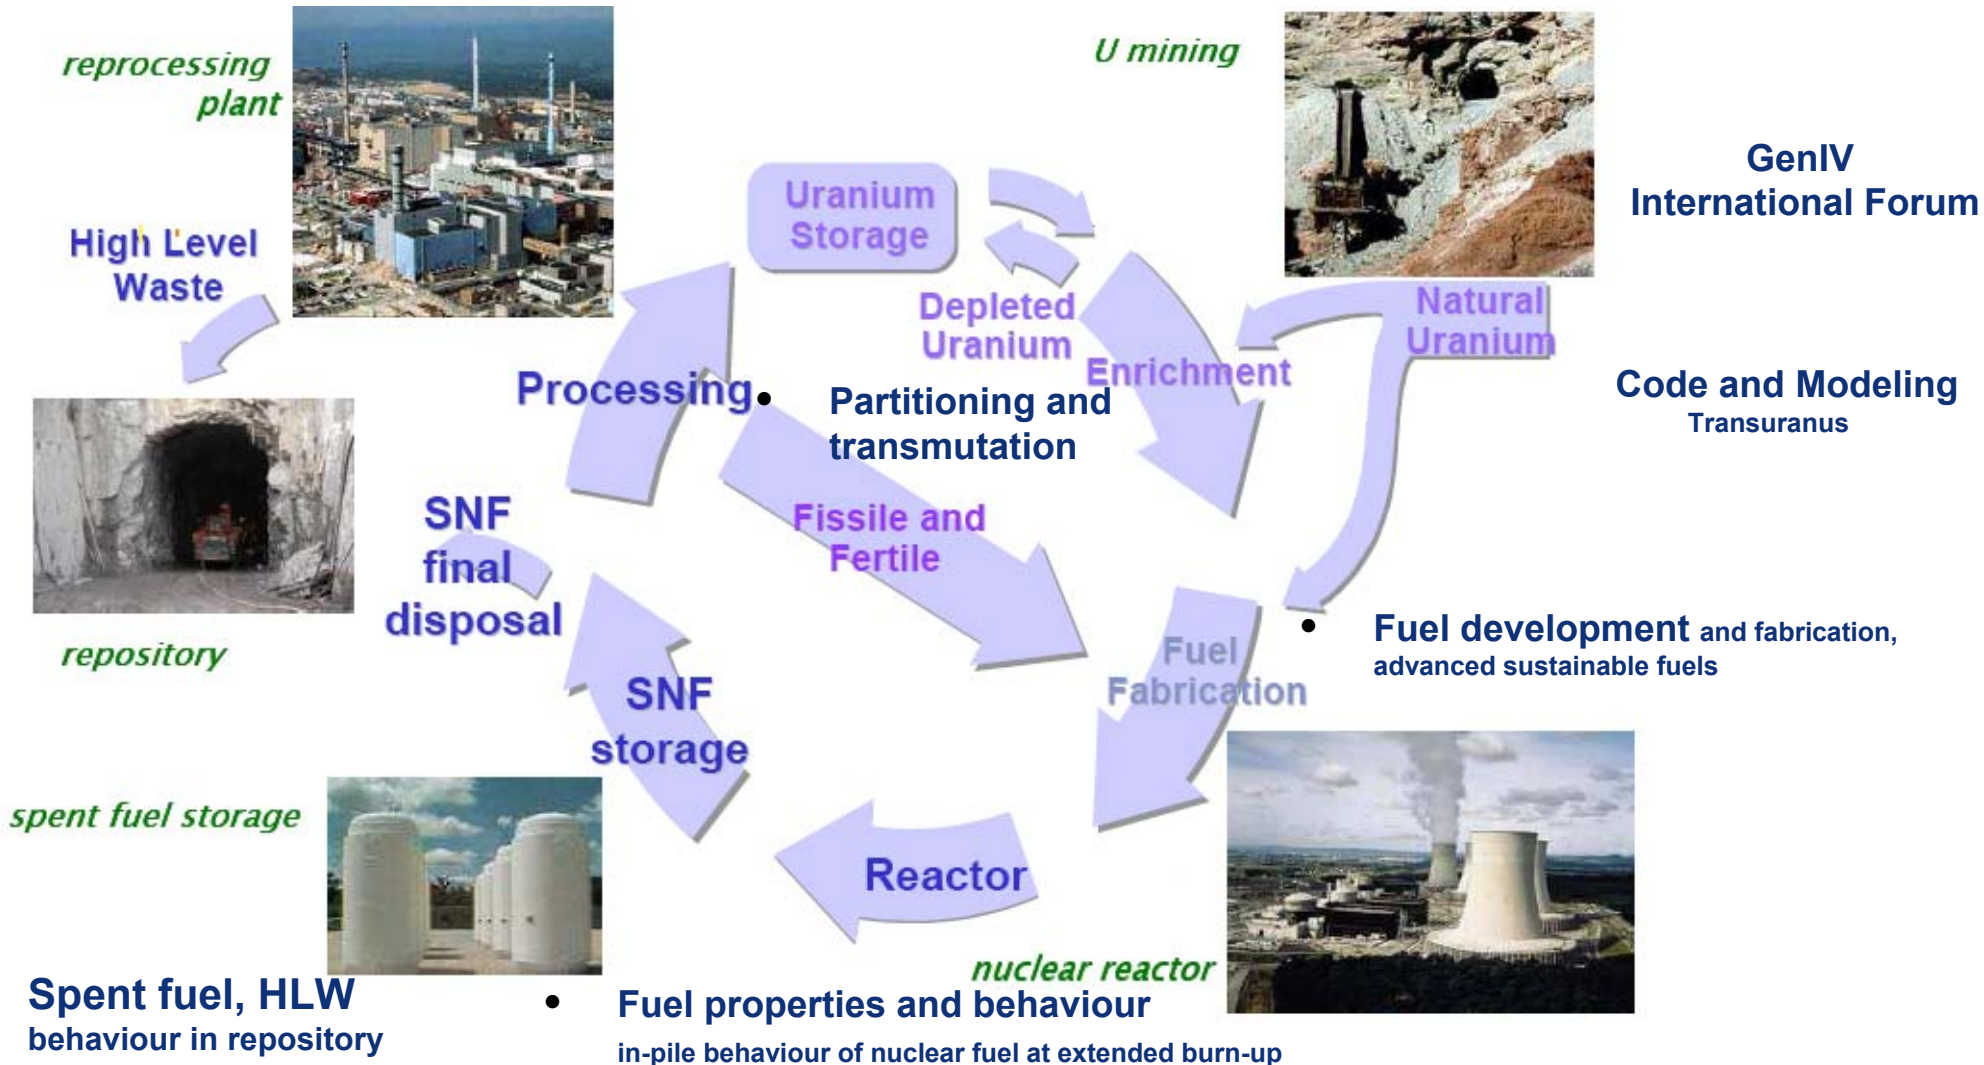 reprocessing
plant
U mining
GenIV
International Forum
Uranium
Storage
High Level
Waste
Depleted
Uranium
Natural
Uranium
Enrichment
Processing
• Partitioning and
transmutation
Code and Modeling
Transuranus
SNF
final
disposal
Fissile and
Fertile
repository
• Fuel development and fabrication,
advanced sustainable fuels
Fuel
Fabrication
SNF
storage
spent fuel storage
Reactor
nuclear reactor
Spent fuel, HLW
behaviour in repository
• Fuel properties and behaviour
in-pile behaviour of nuclear fuel at extended burn-up